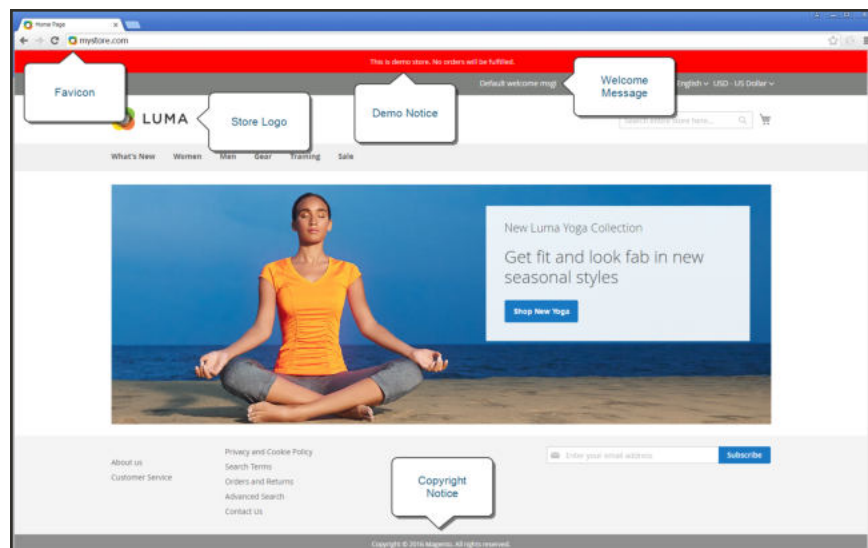 Home Page
mystore.com
This is demo store. No orders will be fulfilled.
Favicon
Default welcome msg!
Welcome
Message
English
USD - US Dollar
LUMA
Store Logo
Demo Notice
Search entire store here...
What's New Women Men Gear Training Sale
New Luma Yoga Collection
Get fit and look fab in new
seasonal styles
Shop New Yoga
About us
Customer Service
Privacy and Cookie Policy
Search Terms
Orders and Returns
Advanced Search
Contact Us
Enter your email address
Subscribe
Copyright
Notice
Copyright © 2016 Magento. All rights reserved.